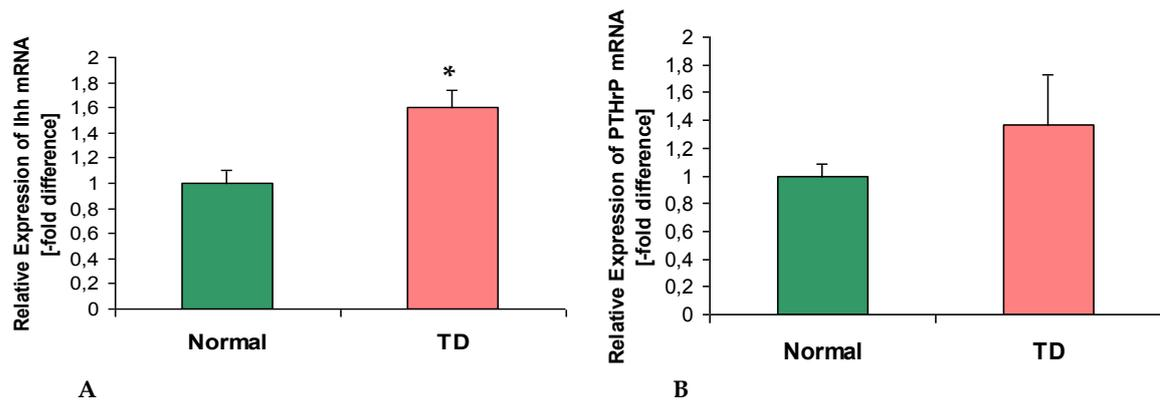 Relative Expression of Ihh mRNA
[-fold difference]
2
1,8
1,6
1,4
1,2
1
0,8
0,6
0,4
0,2
0
*
Normal
TD
A
Relative Expression of PTHrP mRNA
[-fold difference]
2
1,8
1,6
1,4
1,2
1
0,8
0,6
0,4
0,2
0
Normal
TD
B